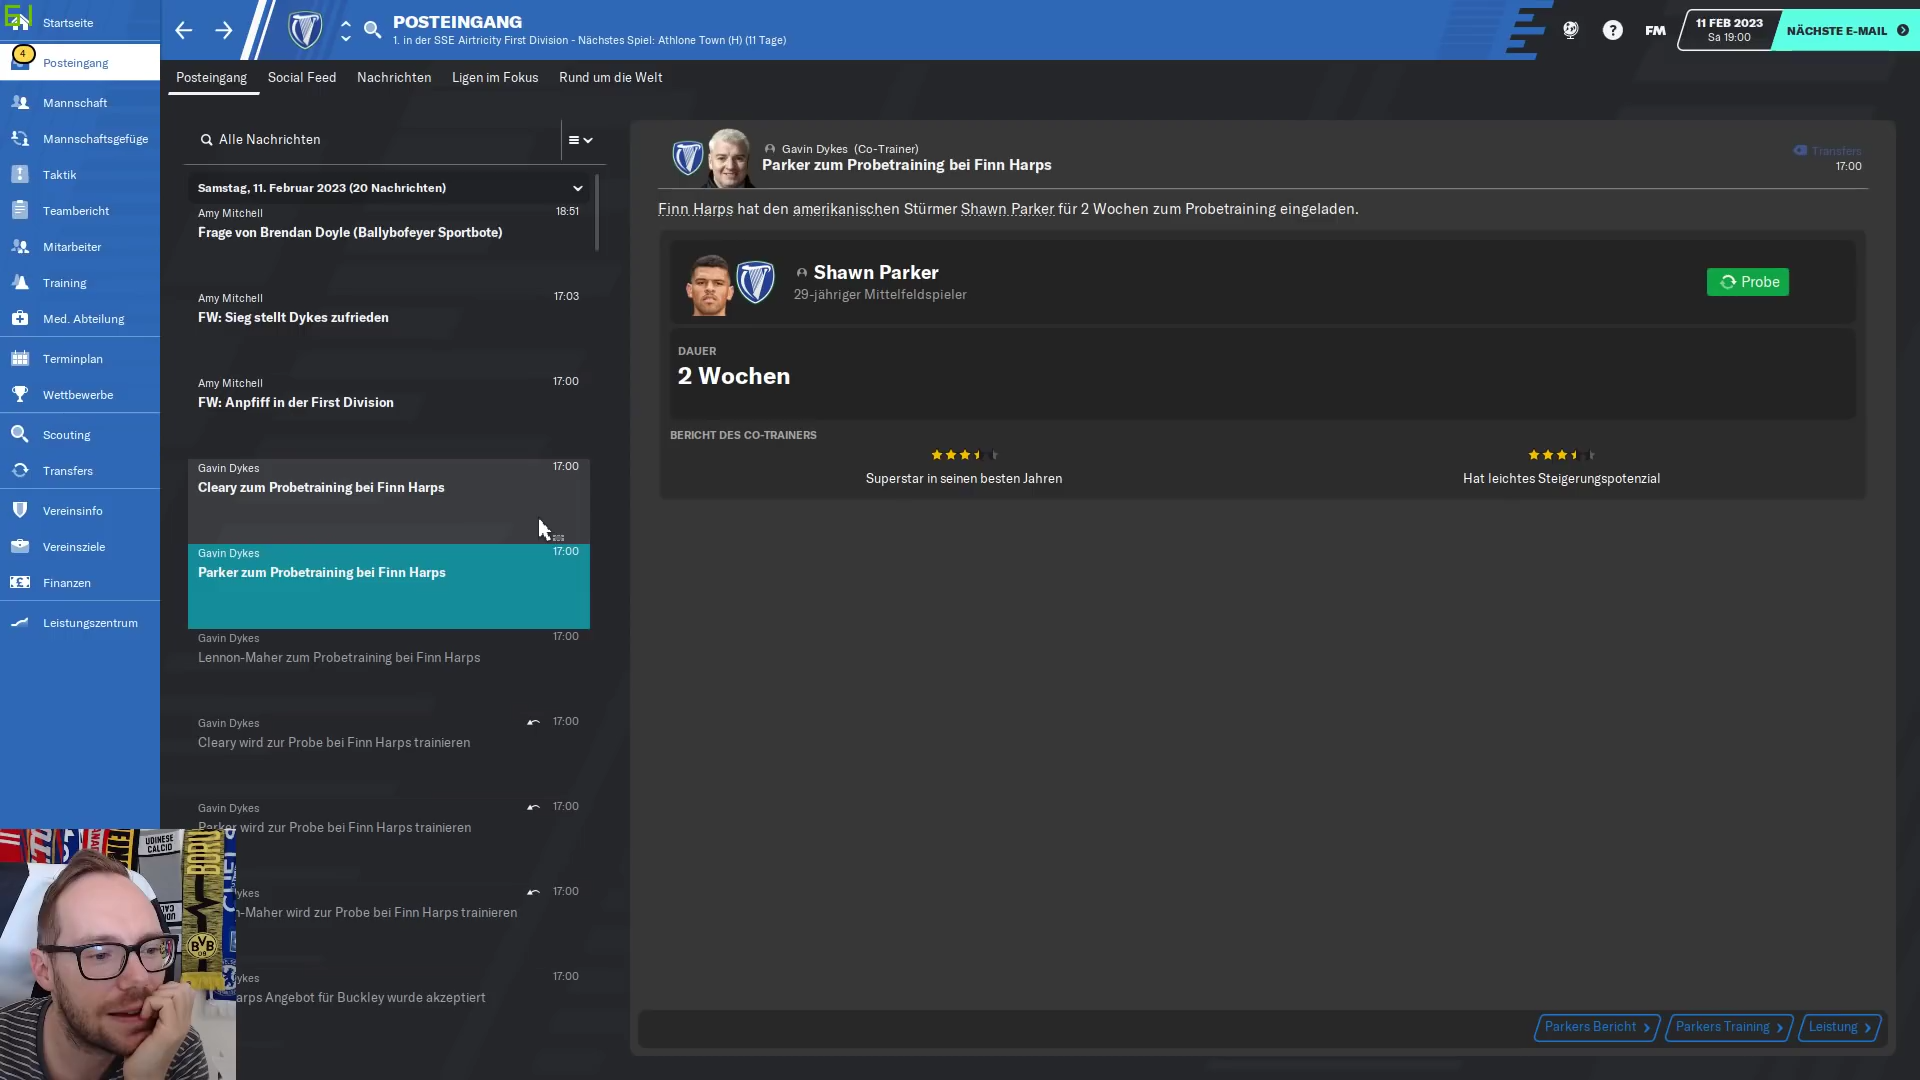 Startseite
4
Posteingang
Mannschaft
Mannschaftsgefüge
Taktik
Teambericht
Mitarbeiter
Training
Med. Abteilung
Terminplan
Wettbewerbe
Scouting
Transfers
Vereinsinfo
Vereinsziele
Finanzen
Leistungszentrum
POSTEINGANG
1. in der SSE Airtricity First Division - Nächstes Spiel: Athlone Town (H) (11 Tage)
FM
11 FEB 2023
Sa 19:00
NÄCHSTE E-MAIL
Posteingang
Social Feed
Nachrichten
Ligen im Fokus
Rund um die Welt
Alle Nachrichten
Samstag, 11. Februar 2023 (20 Nachrichten)
Amy Mitchell 18:51
Frage von Brendan Doyle (Ballybofeyer Sportbote)
Amy Mitchell 17:03
FW: Sieg stellt Dykes zufrieden
Amy Mitchell 17:00
FW: Anpfiff in der First Division
Gavin Dykes 17:00
Cleary zum Probetraining bei Finn Harps
Gavin Dykes 17:00
Parker zum Probetraining bei Finn Harps
Gavin Dykes 17:00
Lennon-Maher zum Probetraining bei Finn Harps
Gavin Dykes 17:00
Cleary wird zur Probe bei Finn Harps trainieren
Gavin Dykes 17:00
Parker wird zur Probe bei Finn Harps trainieren
ykes 17:00
n-Maher wird zur Probe bei Finn Harps trainieren
ykes 17:00
arps Angebot für Buckley wurde akzeptiert
Gavin Dykes (Co-Trainer)
Parker zum Probetraining bei Finn Harps
Transfers
17:00
Finn Harps hat den amerikanischen Stürmer Shawn Parker für 2 Wochen zum Probetraining eingeladen.
Shawn Parker
29-jähriger Mittelfeldspieler
Probe
DAUER
2 Wochen
BERICHT DES CO-TRAINERS
Superstar in seinen besten Jahren
Hat leichtes Steigerungspotenzial
Parkers Bericht
Parkers Training
Leistung
UDINESE
CALCIO
BORU
BVB
09